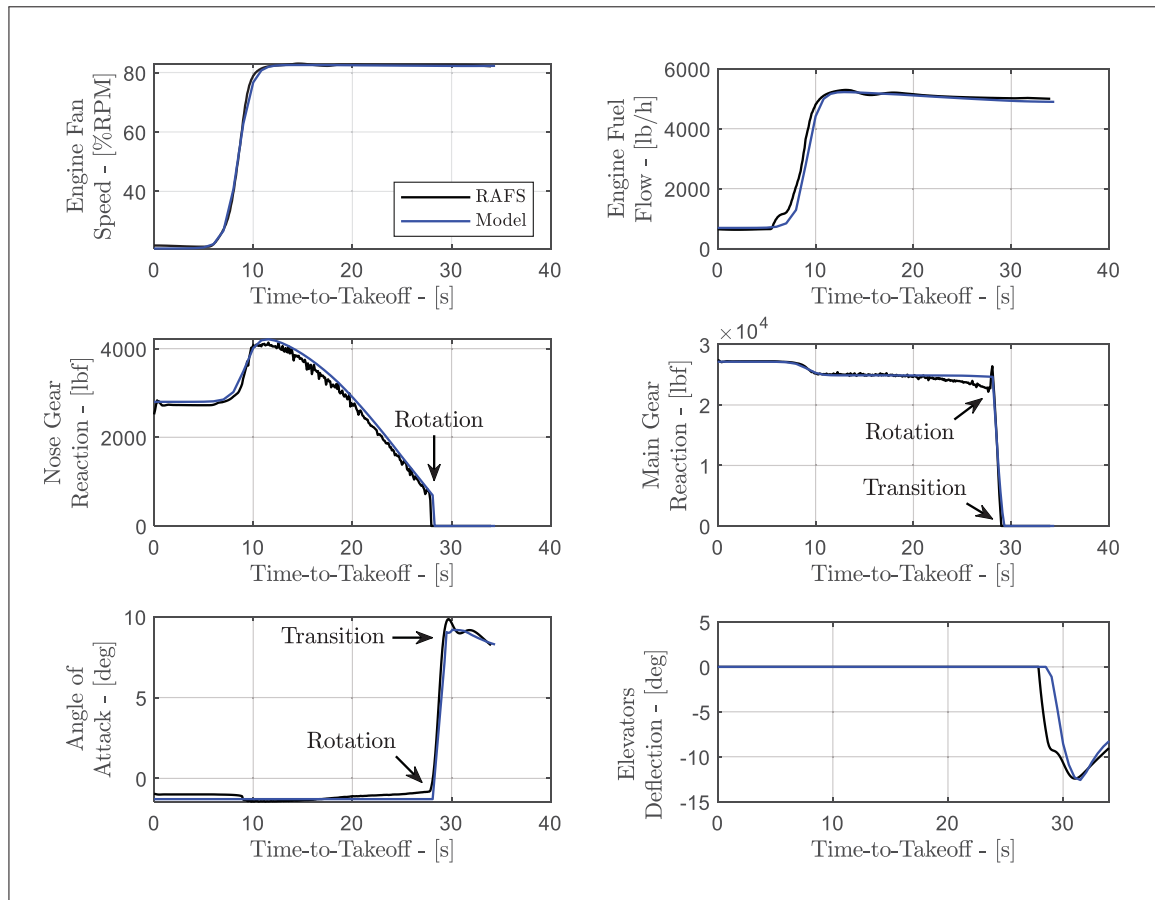 Engine Fan
Speed - [%RPM]
80
60
40
0
10
20
30
40
Time-to-Takeoff - [s]
RAFS
Model
Engine Fuel
Flow - [lb/h]
6000
4000
2000
0
0
10
20
30
40
Time-to-Takeoff - [s]
Nose Gear
Reaction - [lbf]
4000
2000
0
0
10
20
30
40
Time-to-Takeoff - [s]
Rotation
Main Gear
Reaction - [lbf]
×10⁴
3
2
1
0
0
10
20
30
40
Time-to-Takeoff - [s]
Rotation
Transition
Angle of
Attack - [deg]
10
5
0
0
10
20
30
40
Time-to-Takeoff - [s]
Transition
Rotation
Elevators
Deflection - [deg]
5
0
-5
-10
-15
0
10
20
30
Time-to-Takeoff - [s]